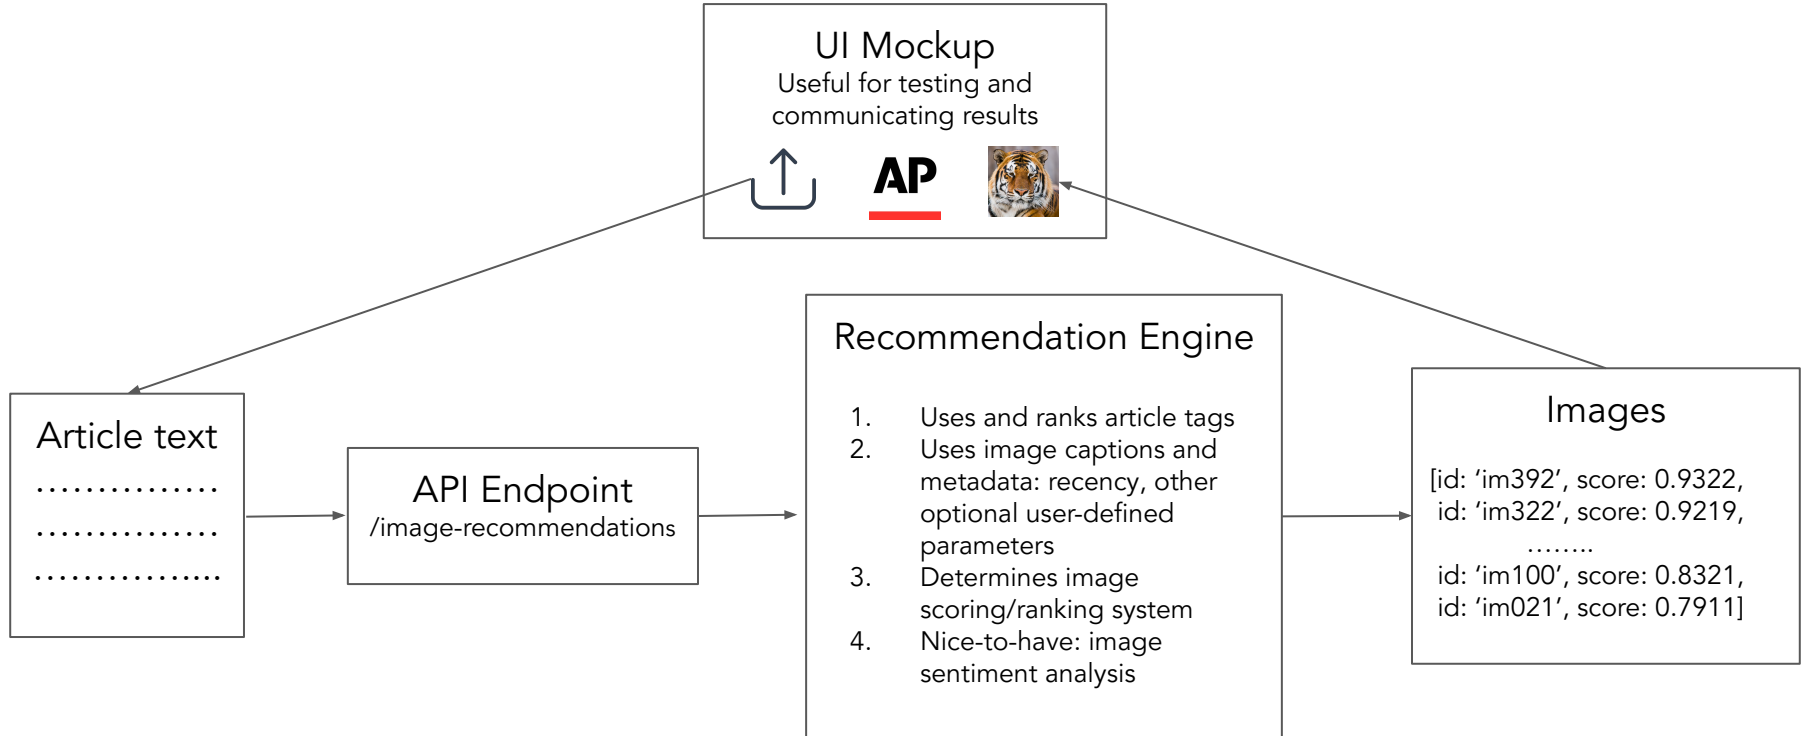 UI Mockup
Useful for testing and
communicating results
AP
Article text
……………
……………
……………...
API Endpoint
/image-recommendations
Recommendation Engine
1. Uses and ranks article tags
2. Uses image captions and
metadata: recency, other
optional user-defined
parameters
3. Determines image
scoring/ranking system
4. Nice-to-have: image
sentiment analysis
Images
[id: ‘im392’, score: 0.9322,
id: ‘im322’, score: 0.9219,
……..
id: ‘im100’, score: 0.8321,
id: ‘im021’, score: 0.7911]